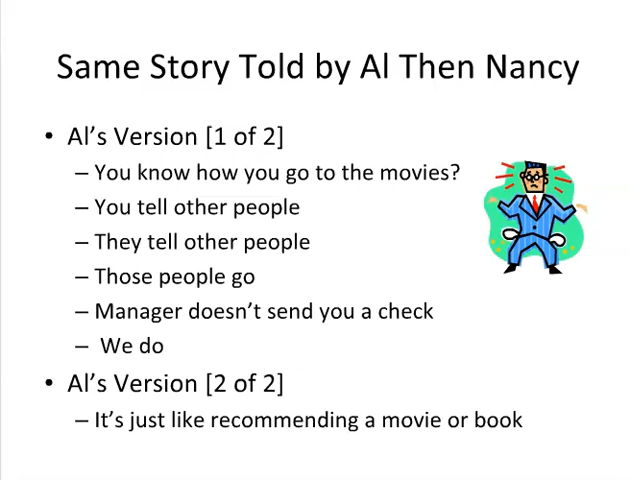 Same Story Told by Al Then Nancy
• Al's Version [1 of 2]
– You know how you go to the movies?
– You tell other people
– They tell other people
– Those people go
– Manager doesn't send you a check
– We do
• Al's Version [2 of 2]
– It's just like recommending a movie or book